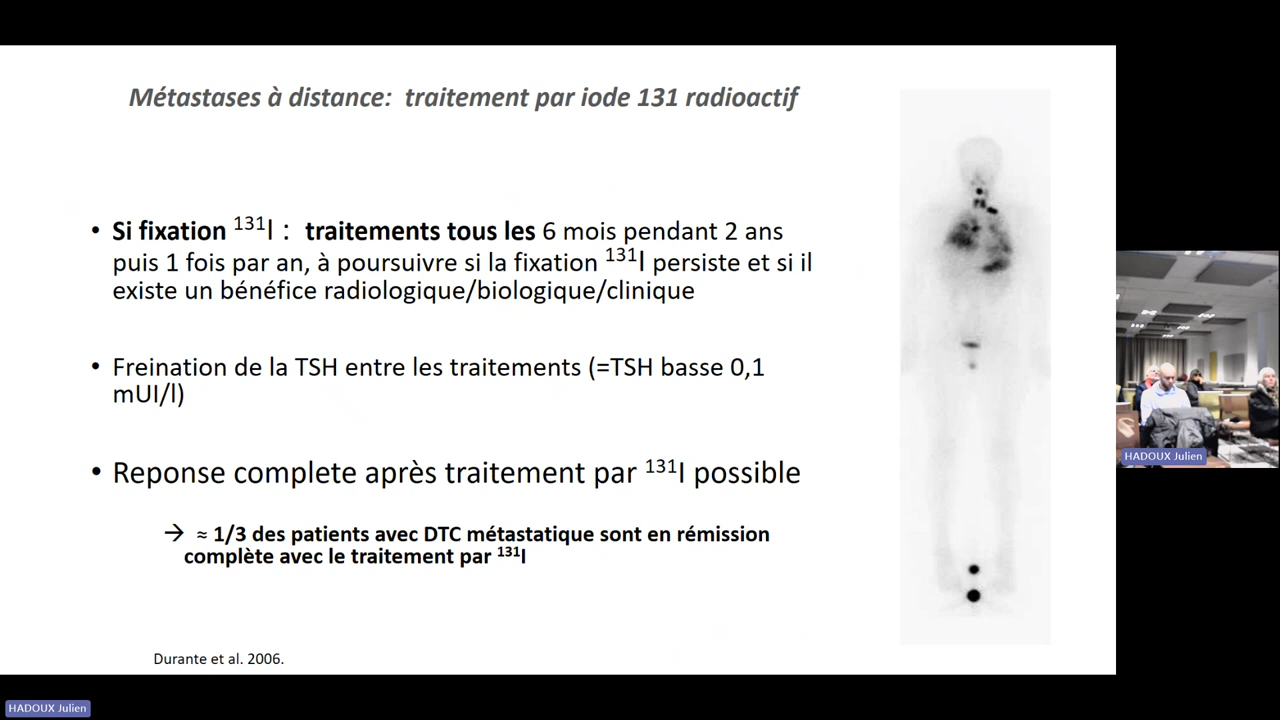 Métastases à distance: traitement par iode 131 radioactif
• Si fixation ¹³¹I : traitements tous les 6 mois pendant 2 ans
puis 1 fois par an, à poursuivre si la fixation ¹³¹I persiste et si il
existe un bénéfice radiologique/biologique/clinique
• Freination de la TSH entre les traitements (=TSH basse 0,1
mUI/l)
• Reponse complete après traitement par ¹³¹I possible
→ ≈ 1/3 des patients avec DTC métastatique sont en rémission
complète avec le traitement par ¹³¹I
Durante et al. 2006.
HADOUX Julien
HADOUX Julien